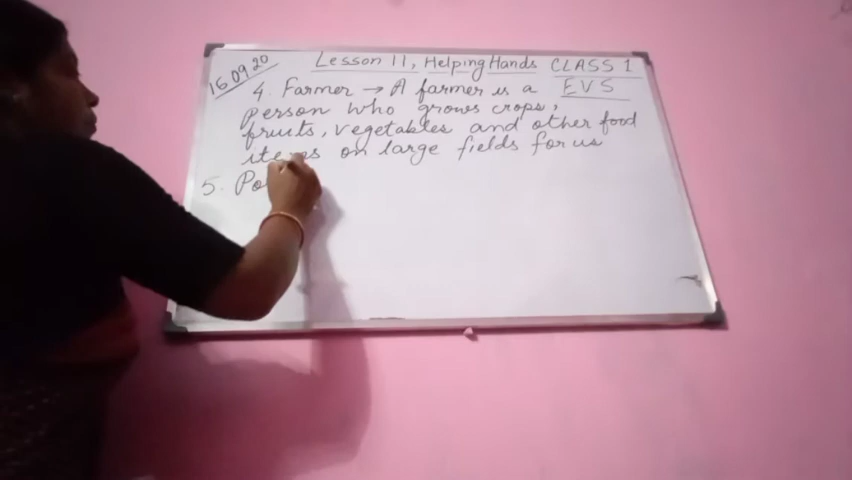 16.09.20
Lesson 11, Helping Hands CLASS 1
EVS
4. Farmer → A farmer is a
person who grows crops,
fruits, vegetables and other food
items on large fields for us
5. Po